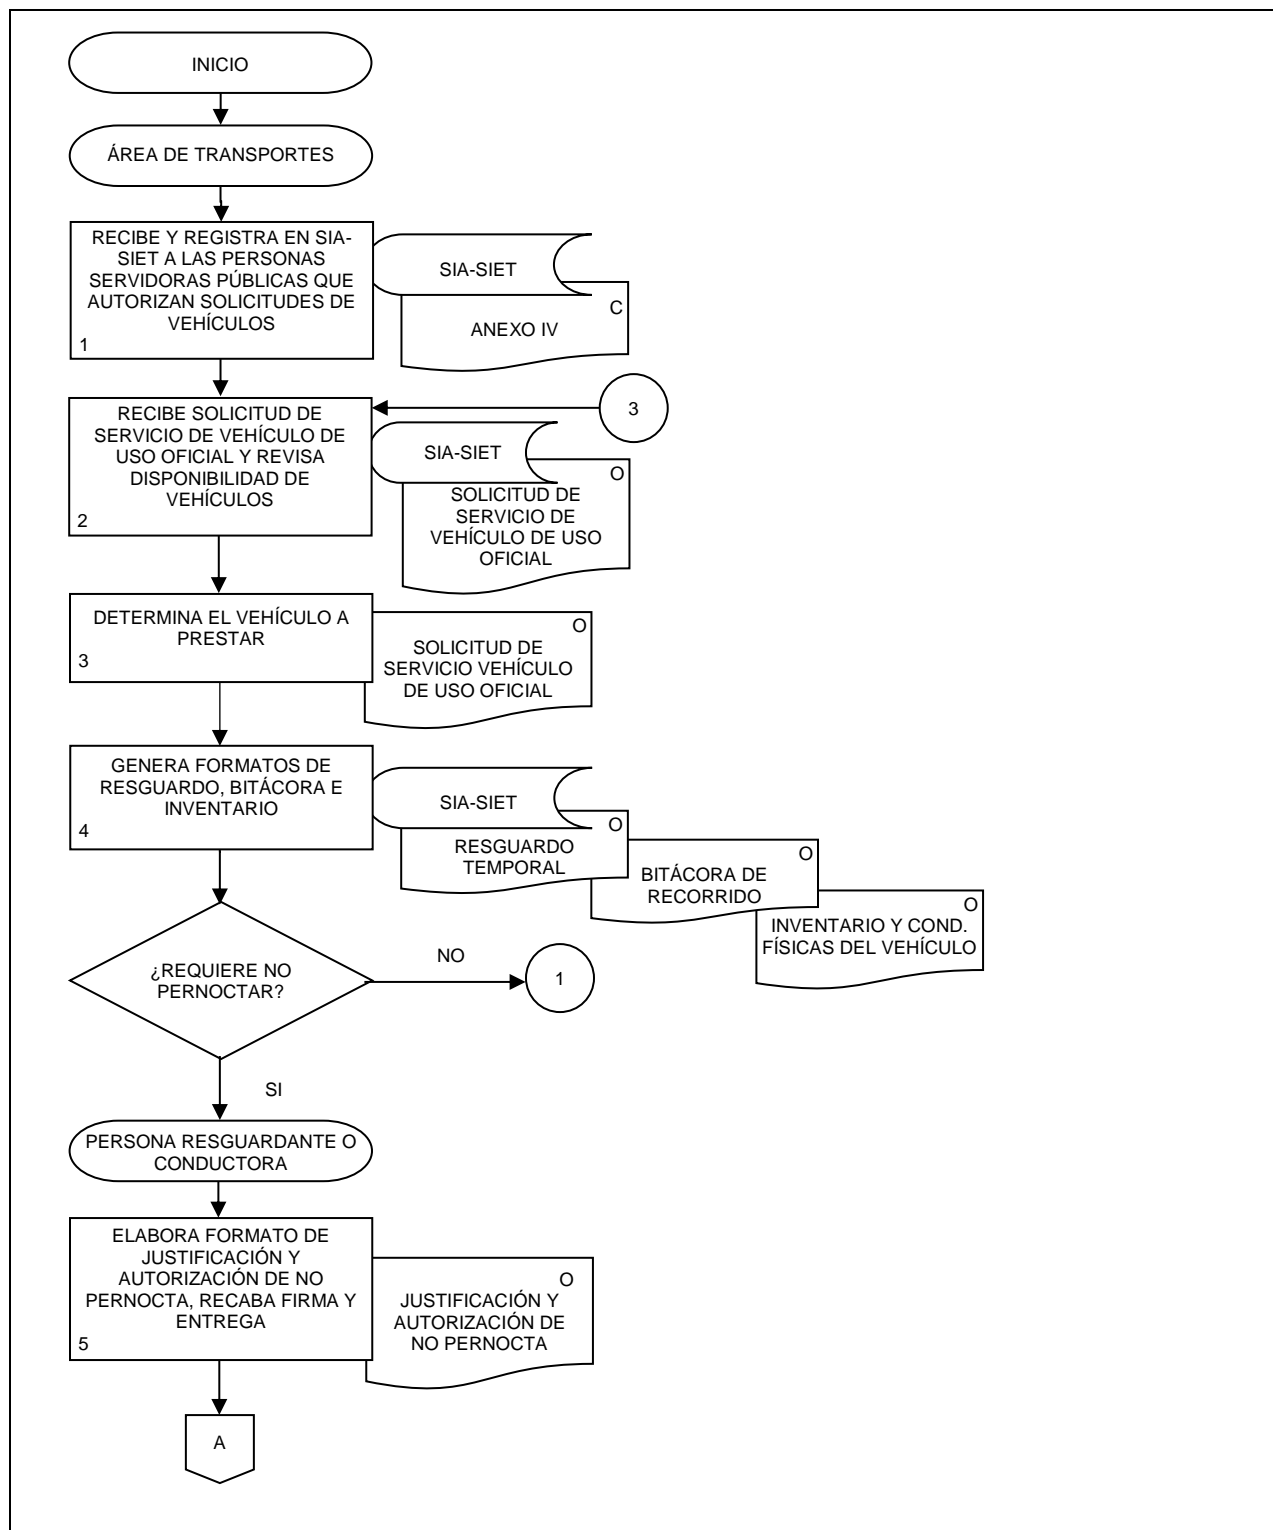 INICIO
ÁREA DE TRANSPORTES
RECIBE Y REGISTRA EN SIA-
SIET A LAS PERSONAS
SERVIDORAS PÚBLICAS QUE
AUTORIZAN SOLICITUDES DE
VEHÍCULOS
1
SIA-SIET
C
ANEXO IV
3
RECIBE SOLICITUD DE
SERVICIO DE VEHÍCULO DE
USO OFICIAL Y REVISA
DISPONIBILIDAD DE
VEHÍCULOS
2
SIA-SIET
O
SOLICITUD DE
SERVICIO DE
VEHÍCULO DE USO
OFICIAL
DETERMINA EL VEHÍCULO A
PRESTAR
3
O
SOLICITUD DE
SERVICIO VEHÍCULO
DE USO OFICIAL
GENERA FORMATOS DE
RESGUARDO, BITÁCORA E
INVENTARIO
4
SIA-SIET
O
RESGUARDO
TEMPORAL
O
BITÁCORA DE
RECORRIDO
O
INVENTARIO Y COND.
FÍSICAS DEL VEHÍCULO
¿REQUIERE NO
PERNOCTAR?
NO
1
SI
PERSONA RESGUARDANTE O
CONDUCTORA
ELABORA FORMATO DE
JUSTIFICACIÓN Y
AUTORIZACIÓN DE NO
PERNOCTA, RECABA FIRMA Y
ENTREGA
5
O
JUSTIFICACIÓN Y
AUTORIZACIÓN DE
NO PERNOCTA
A